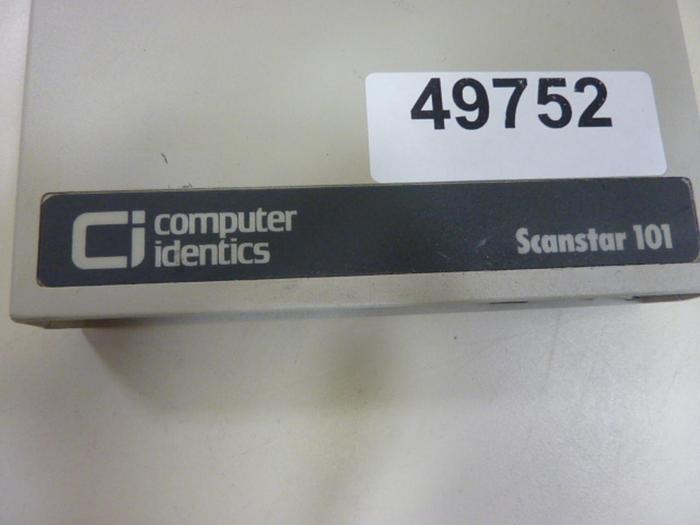 49752
Ci computer
identics
Scanstar 101